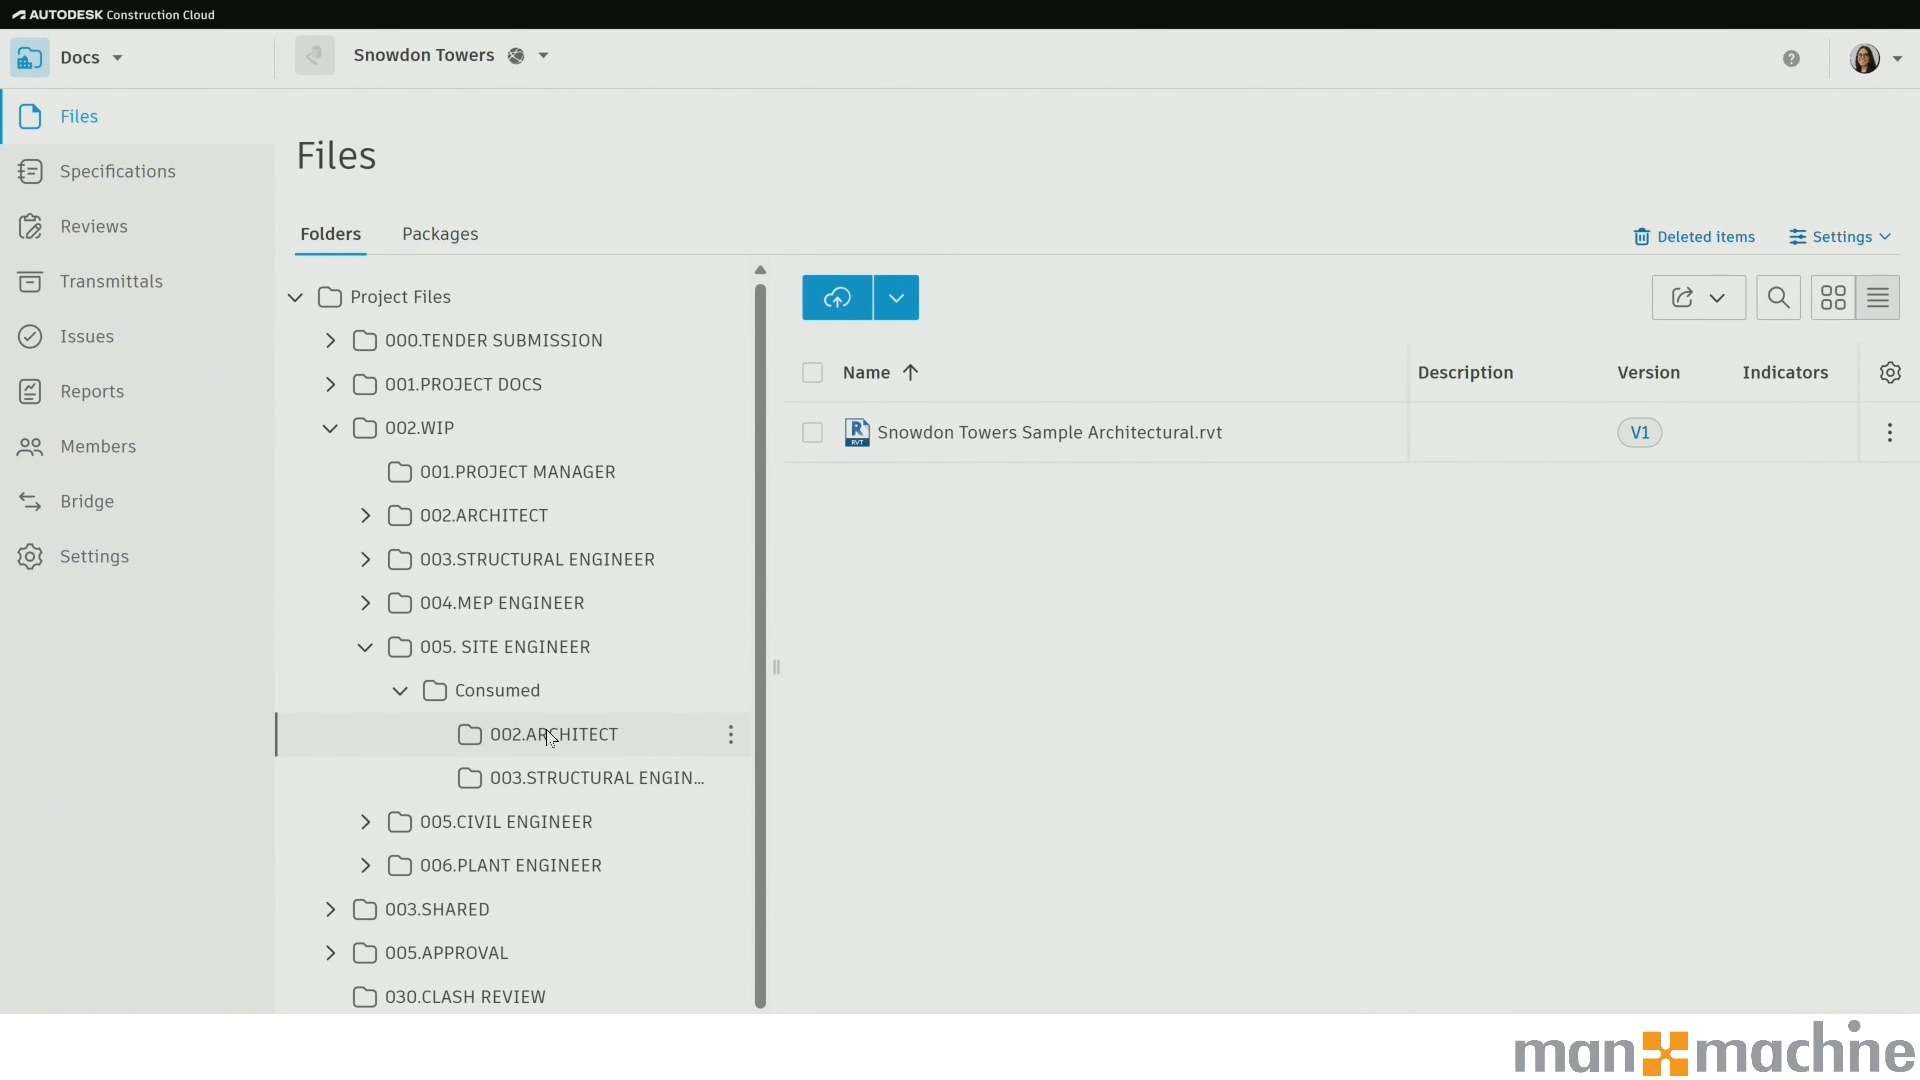 AUTODESK Construction Cloud
Docs
Snowdon Towers
Files
Specifications
Reviews
Transmittals
Issues
Reports
Members
Bridge
Settings
Files
Folders
Packages
Deleted items
Settings
Project Files
000.TENDER SUBMISSION
001.PROJECT DOCS
002.WIP
001.PROJECT MANAGER
002.ARCHITECT
003.STRUCTURAL ENGINEER
004.MEP ENGINEER
005. SITE ENGINEER
Consumed
002.ARCHITECT
003.STRUCTURAL ENGIN...
005.CIVIL ENGINEER
006.PLANT ENGINEER
003.SHARED
005.APPROVAL
030.CLASH REVIEW
Name
Description
Version
Indicators
R
RVT
Snowdon Towers Sample Architectural.rvt
V1
man machine